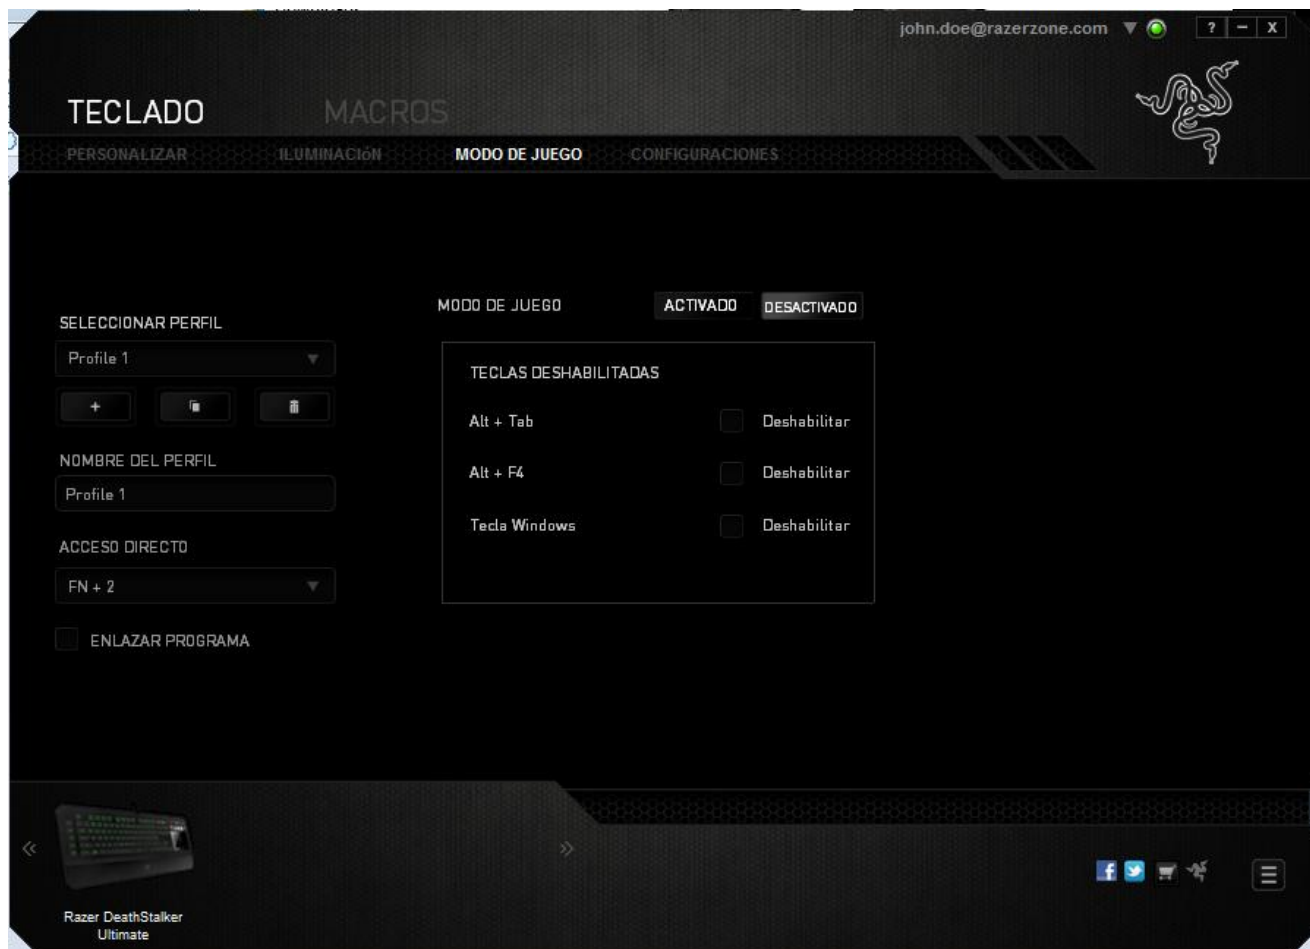 john.doe@razerzone.com
? – X
TECLADO MACROS
PERSONALIZAR ILUMINACIóN MODO DE JUEGO CONFIGURACIONES
SELECCIONAR PERFIL
Profile 1
+
NOMBRE DEL PERFIL
Profile 1
ACCESO DIRECTO
FN + 2
ENLAZAR PROGRAMA
MODO DE JUEGO ACTIVADO DESACTIVADO
TECLAS DESHABILITADAS
Alt + Tab Deshabilitar
Alt + F4 Deshabilitar
Tecla Windows Deshabilitar
Razer DeathStalker
Ultimate